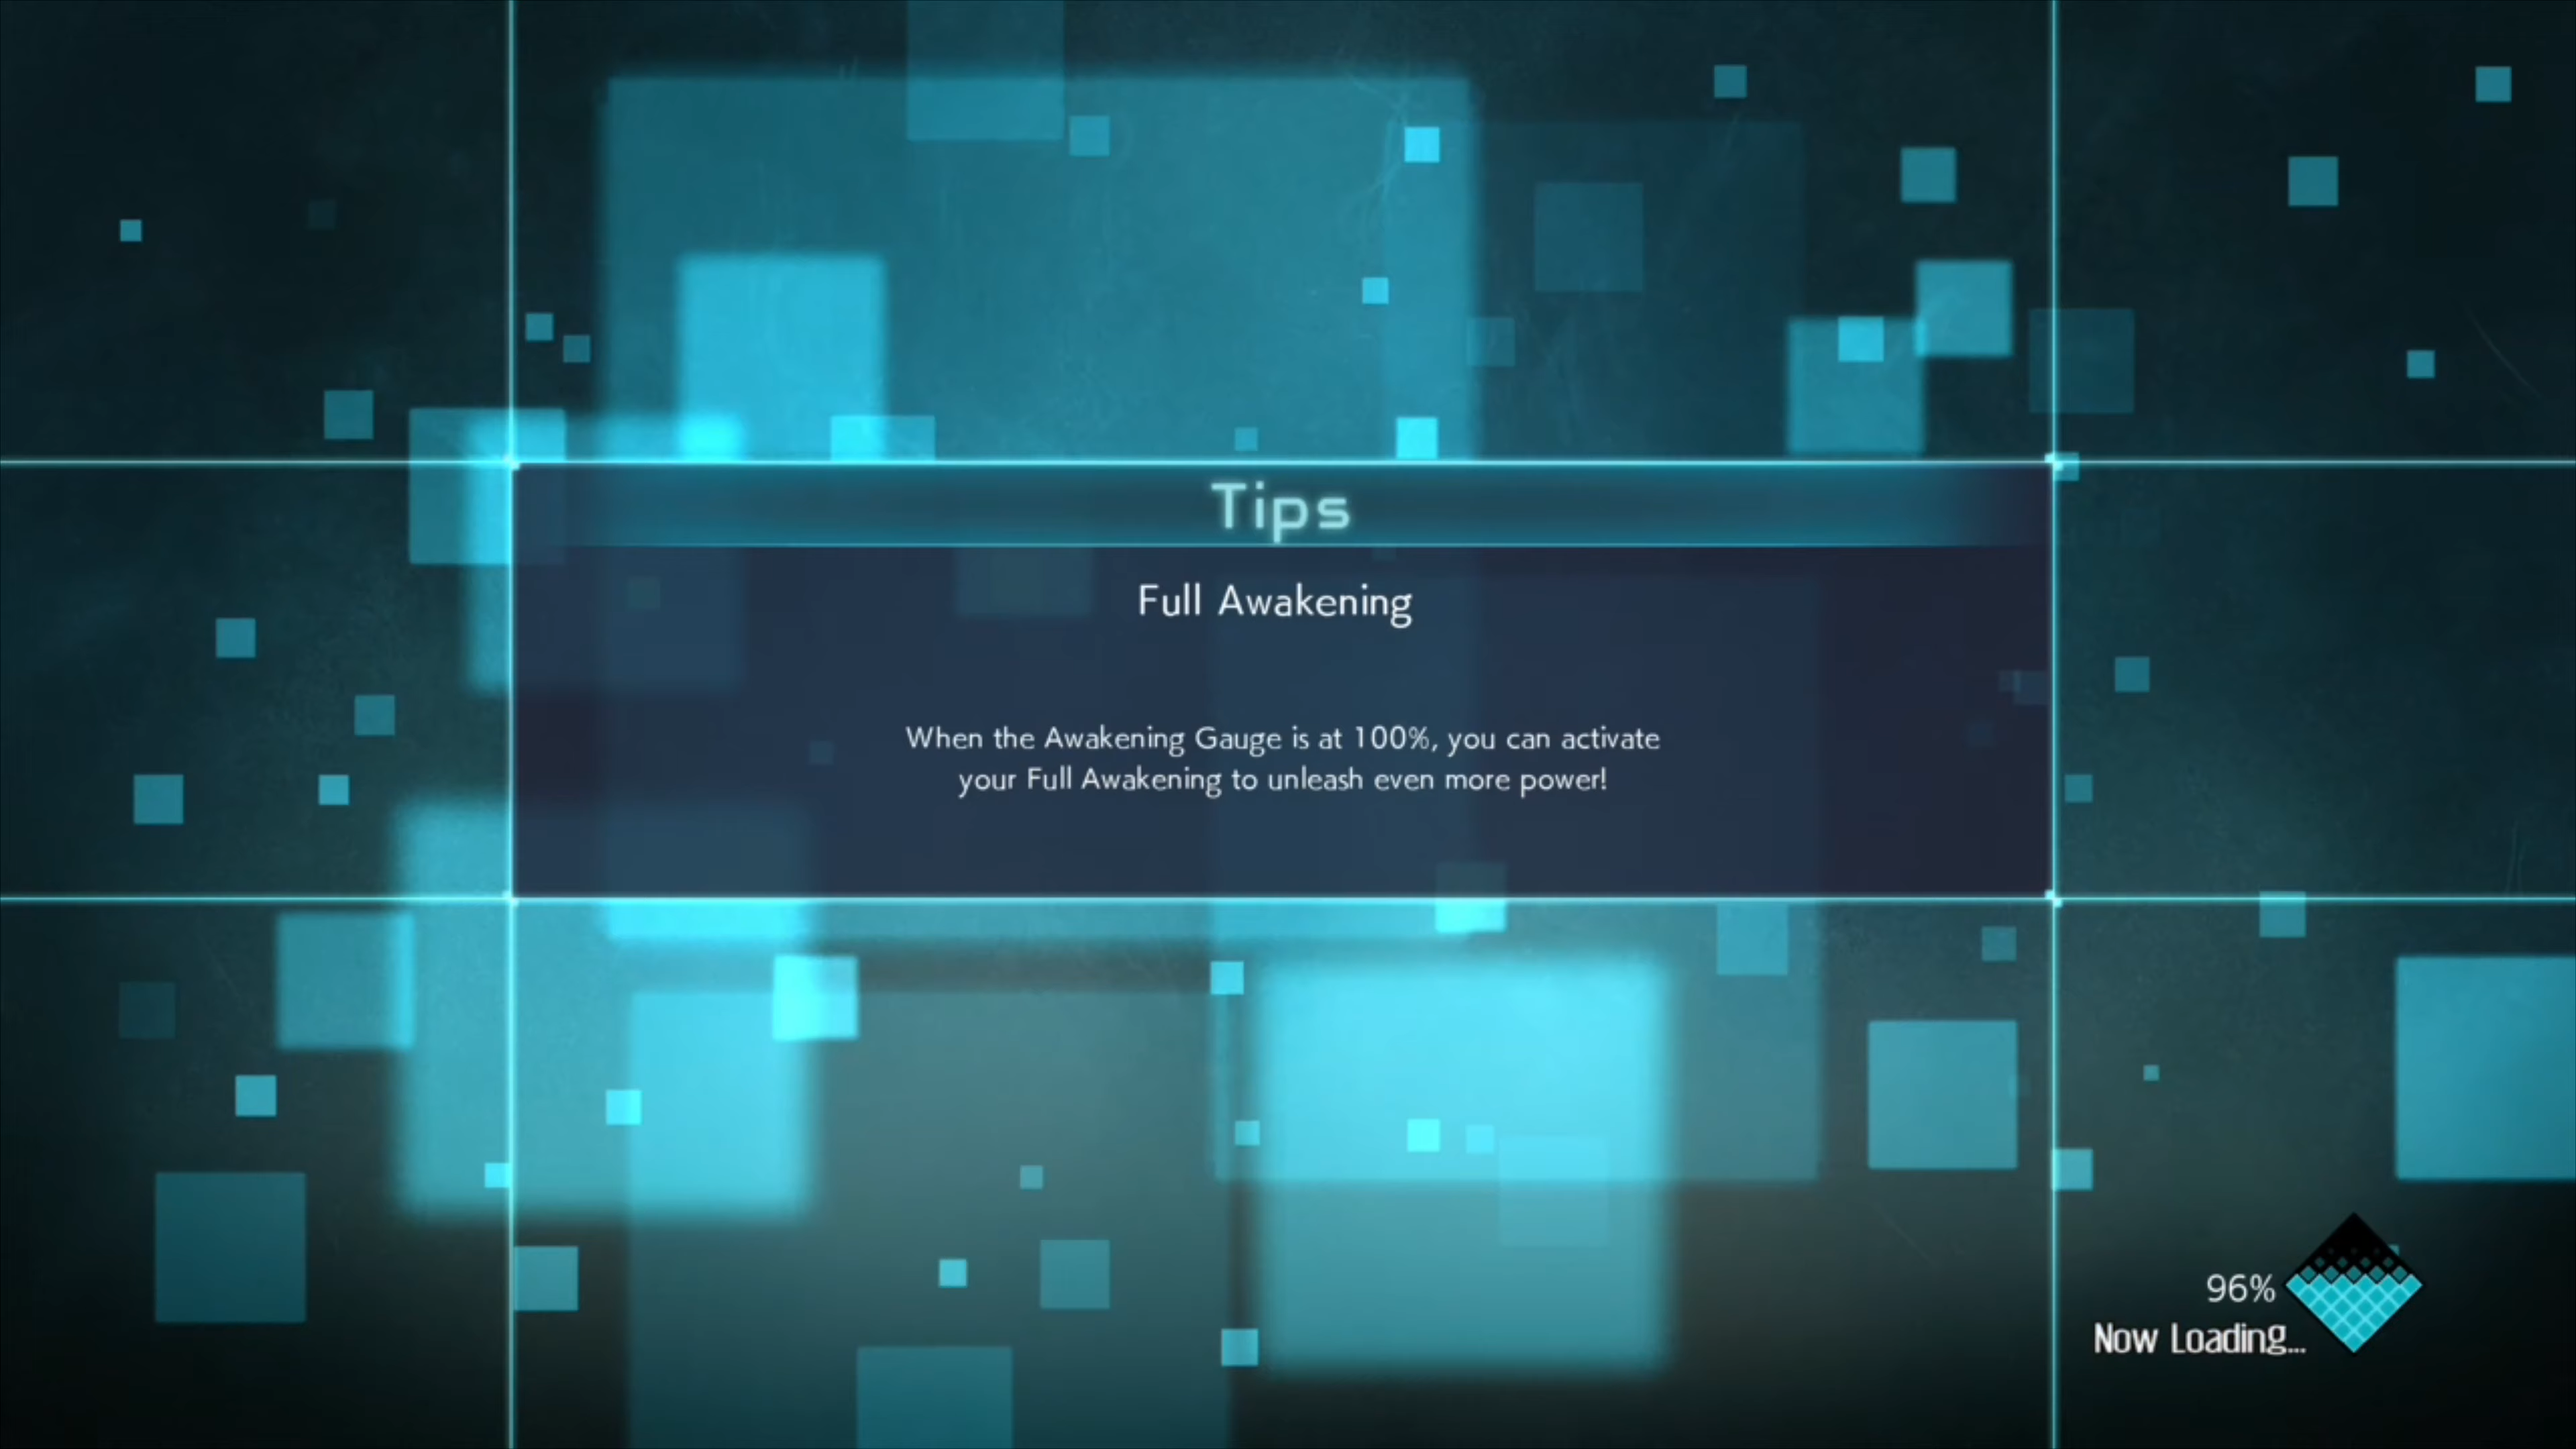 Tips
Full Awakening
When the Awakening Gauge is at 100%, you can activate
your Full Awakening to unleash even more power!
96%
Now Loading...